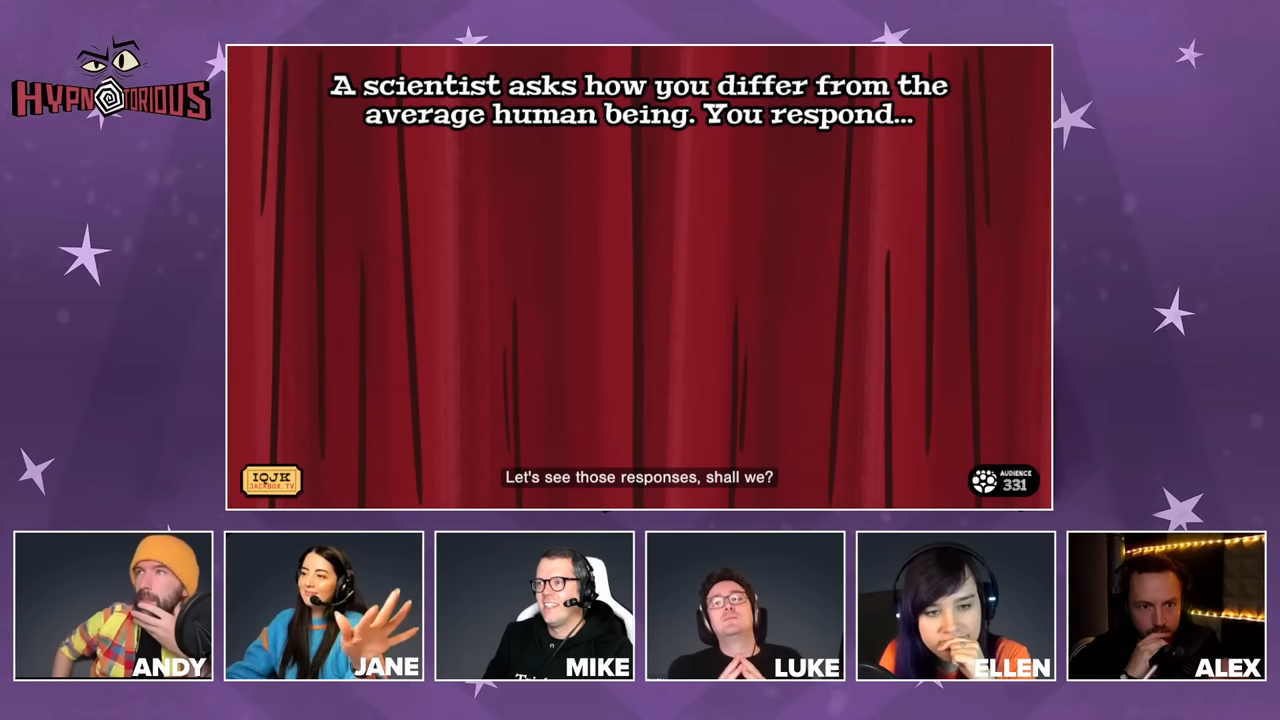 HYPNOTORIOUS
A scientist asks how you differ from the
average human being. You respond...
Let's see those responses, shall we?
IQJK
JACKBOX.TV
AUDIENCE
331
ANDY
JANE
MIKE
LUKE
ELLEN
ALEX